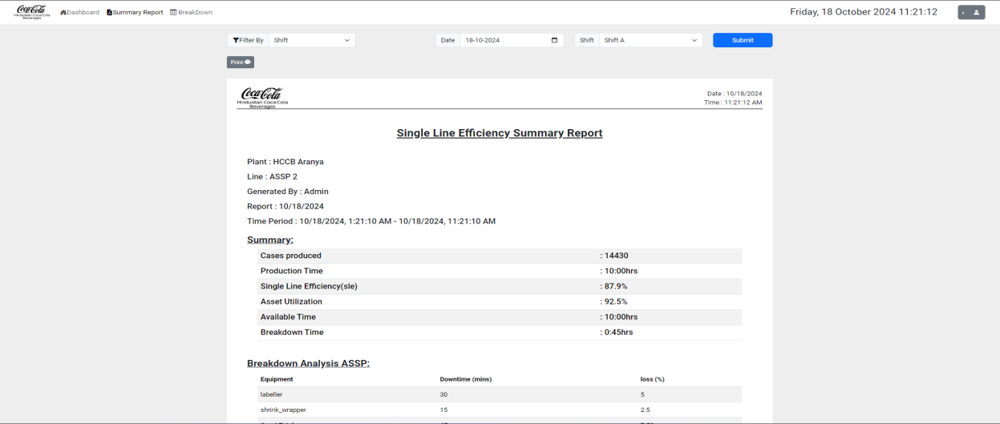 Coca-Cola
Hindustan Coca-Cola
Beverages
Dashboard Summary Report BreakDown Friday, 18 October 2024 11:21:12
Filter By Shift Date 18-10-2024 Shift Shift A Submit
Print
Coca-Cola
Hindustan Coca-Cola
Beverages
Date : 10/18/2024
Time : 11:21:12 AM
Single Line Efficiency Summary Report
Plant : HCCB Aranya
Line : ASSP 2
Generated By : Admin
Report : 10/18/2024
Time Period : 10/18/2024, 1:21:10 AM - 10/18/2024, 11:21:10 AM
Summary:
Cases produced : 14430
Production Time : 10:00hrs
Single Line Efficiency(sle) : 87.9%
Asset Utilization : 92.5%
Available Time : 10:00hrs
Breakdown Time : 0:45hrs
Breakdown Analysis ASSP:
Equipment Downtime (mins) loss (%)
labeller 30 5
shrink_wrapper 15 2.5